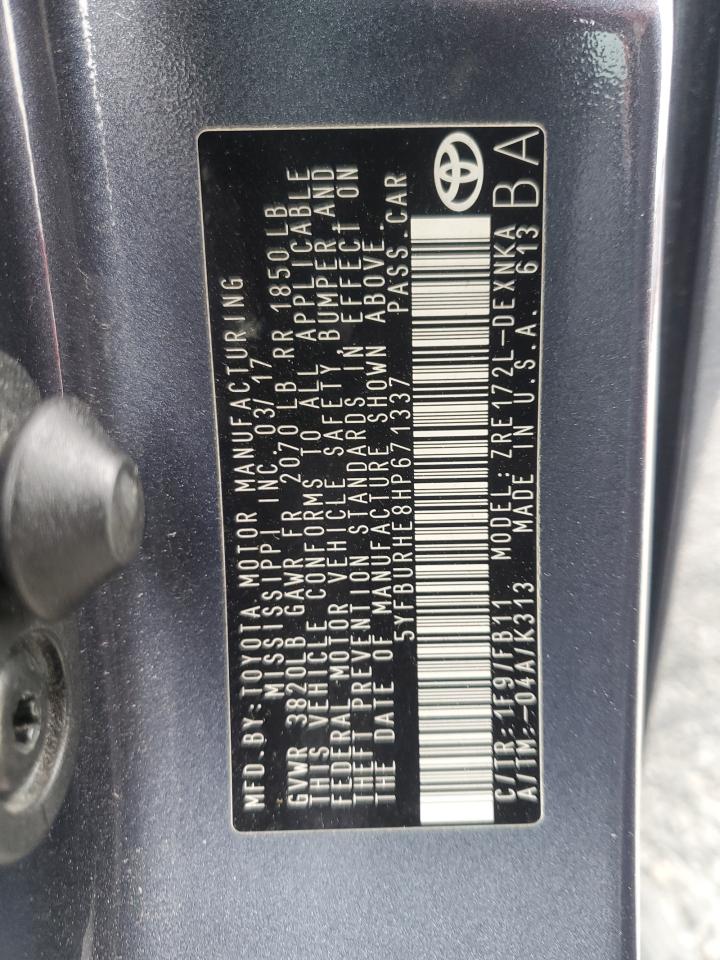 MFD.BY:TOYOTA MOTOR MANUFACTURING
MISSISSIPPI INC.03/17
GVWR 3820LB GAWR FR 2070LB RR 1850LB
THIS VEHICLE CONFORMS TO ALL APPLICABLE
FEDERAL MOTOR VEHICLE SAFETY, BUMPER AND
THEFT PREVENTION STANDARDS IN EFFECT ON
THE DATE OF MANUFACTURE SHOWN ABOVE.
5YFBURHE8HP671337 PASS.CAR
C/TR:1F9/FB11 MODEL:ZRE172L-DEXNKA
A/TM:-04A/K313 MADE IN U.S.A. 613
BA